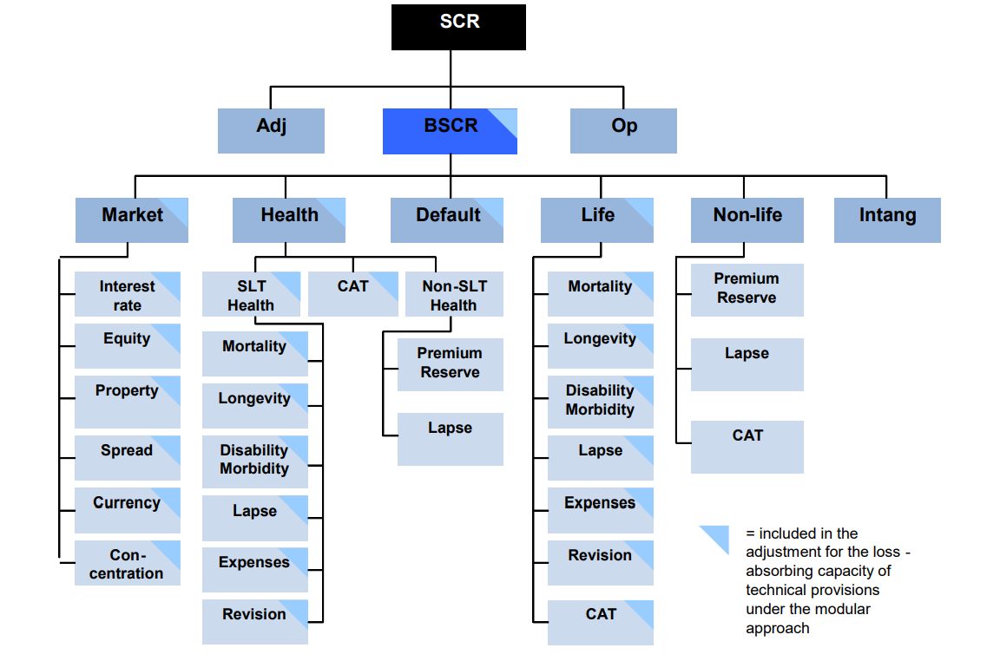 SCR
Adj
BSCR
Op
Market
Health
Default
Life
Non-life
Intang
Interest
rate
Equity
Property
Spread
Currency
Con-
centration
SLT
Health
CAT
Non-SLT
Health
Mortality
Longevity
Disability
Morbidity
Lapse
Expenses
Revision
Premium
Reserve
Lapse
Mortality
Longevity
Disability
Morbidity
Lapse
Expenses
Revision
CAT
Premium
Reserve
Lapse
CAT
= included in the
adjustment for the loss -
absorbing capacity of
technical provisions
under the modular
approach